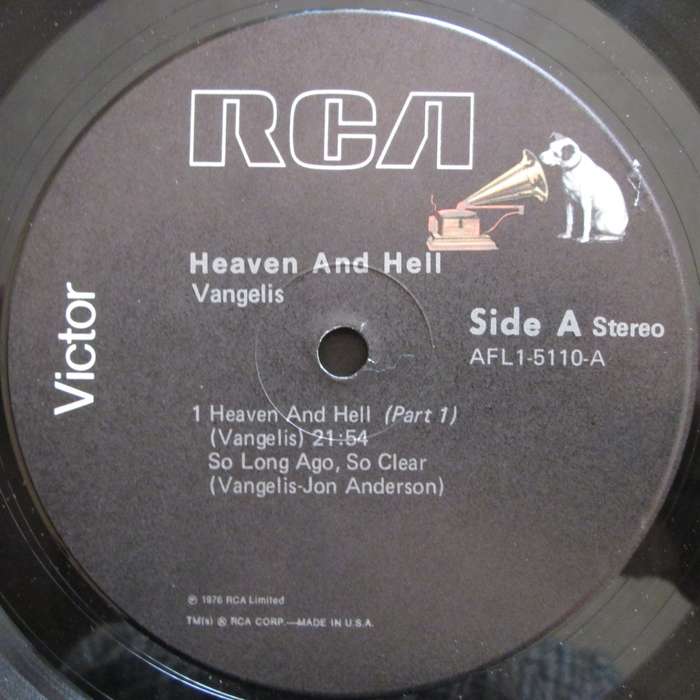 RCA
Heaven And Hell
Vangelis
Victor
Side A Stereo
AFL1-5110-A
1 Heaven And Hell (Part 1)
(Vangelis) 21:54
So Long Ago, So Clear
(Vangelis-Jon Anderson)
℗ 1976 RCA Limited
TM(s) ® RCA CORP.—MADE IN U.S.A.